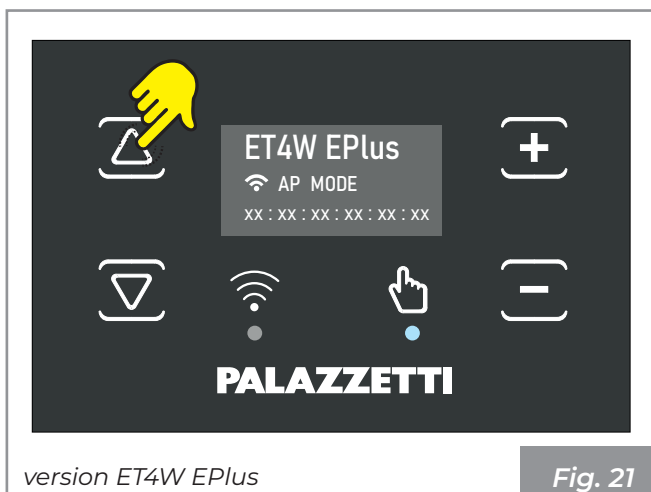 ET4W EPlus
AP MODE
xx : xx : xx : xx : xx : xx
+
-
PALAZZETTI
version ET4W EPlus
Fig. 21